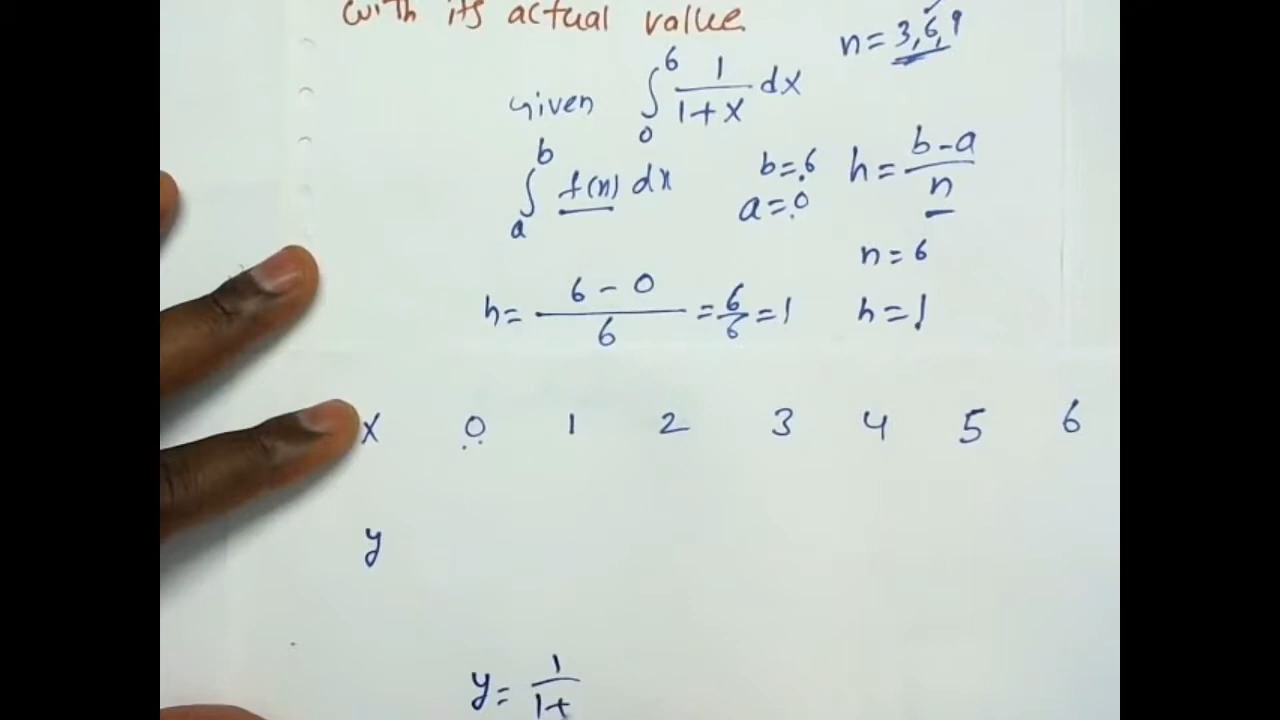 with its actual value
n = 3, 6, 9
Given ∫₀⁶ 1/(1+x) dx
∫ₐᵇ f(x) dx b = 6 a = 0 h = (b-a)/n
n = 6
h = (6 - 0)/6 = 6/6 = 1 h = 1
x 0 1 2 3 4 5 6
y
y = 1/(1+